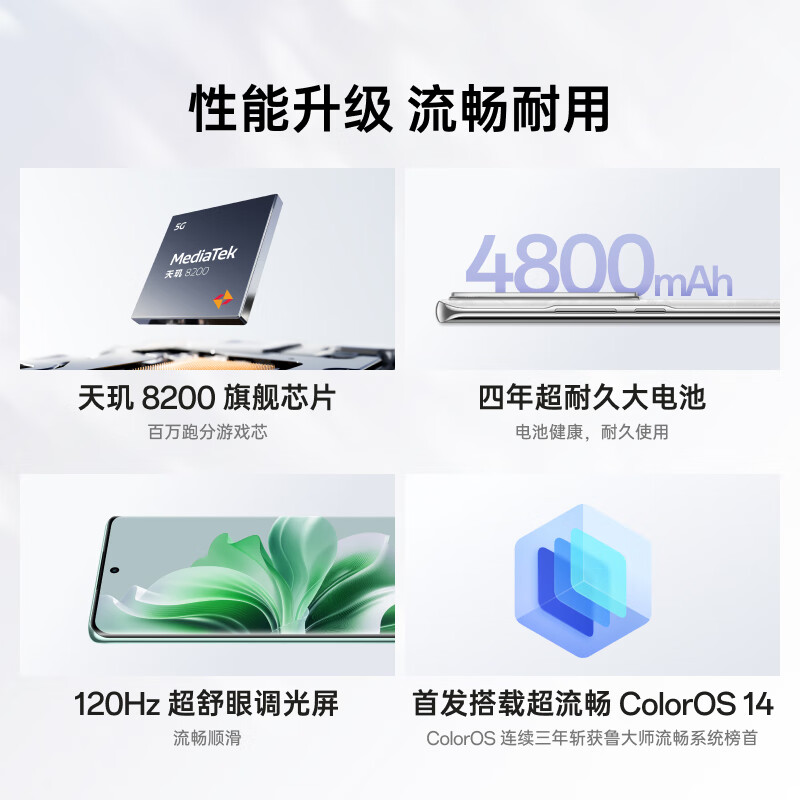 性能升级 流畅耐用
5G
MediaTek
天玑 8200
4800mAh
天玑 8200 旗舰芯片
百万跑分游戏芯
四年超耐久大电池
电池健康，耐久使用
120Hz 超舒眼调光屏
流畅顺滑
首发搭载超流畅 ColorOS 14
ColorOS 连续三年斩获鲁大师流畅系统榜首